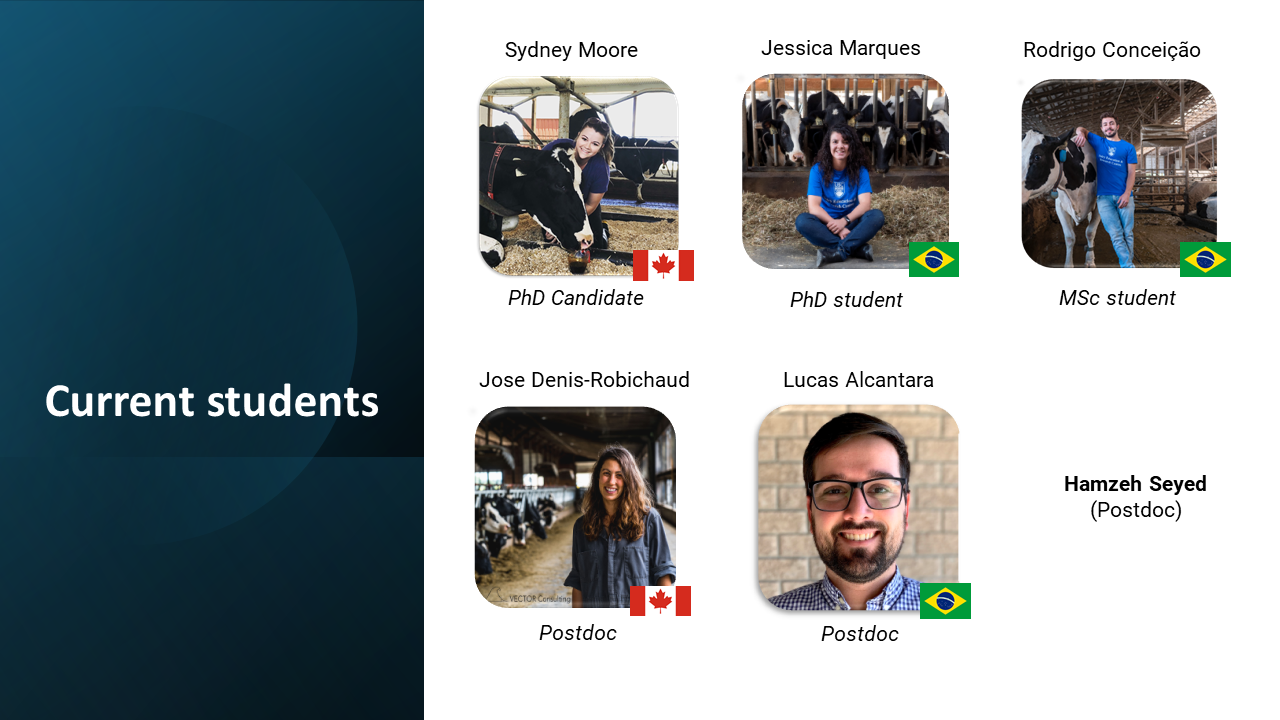 Current students
Sydney Moore
Jessica Marques
Rodrigo Conceição
PhD Candidate
PhD student
MSc student
Jose Denis-Robichaud
Lucas Alcantara
Hamzeh Seyed
(Postdoc)
VECTOR Consulting
Postdoc
Postdoc